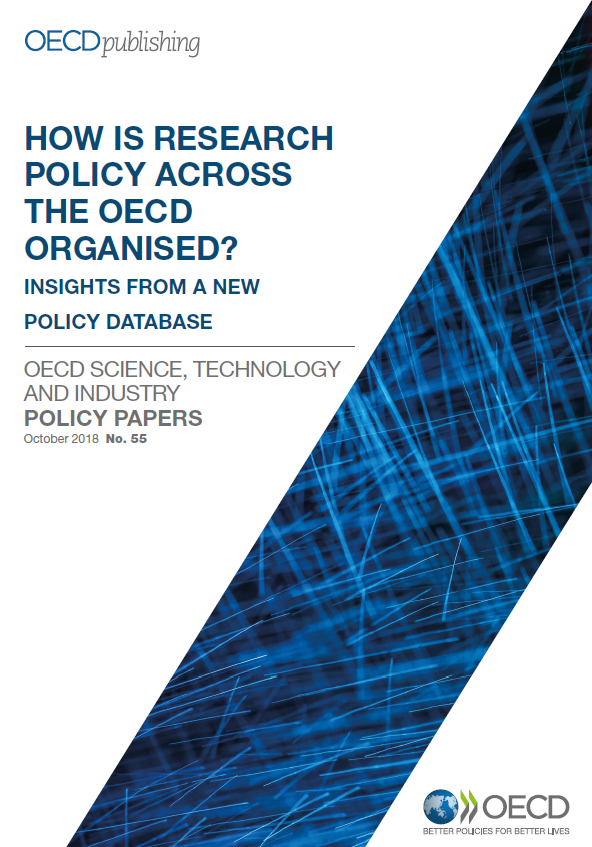 OECDpublishing
HOW IS RESEARCH
POLICY ACROSS
THE OECD
ORGANISED?
INSIGHTS FROM A NEW
POLICY DATABASE
OECD SCIENCE, TECHNOLOGY
AND INDUSTRY
POLICY PAPERS
October 2018 No. 55
OECD
BETTER POLICIES FOR BETTER LIVES